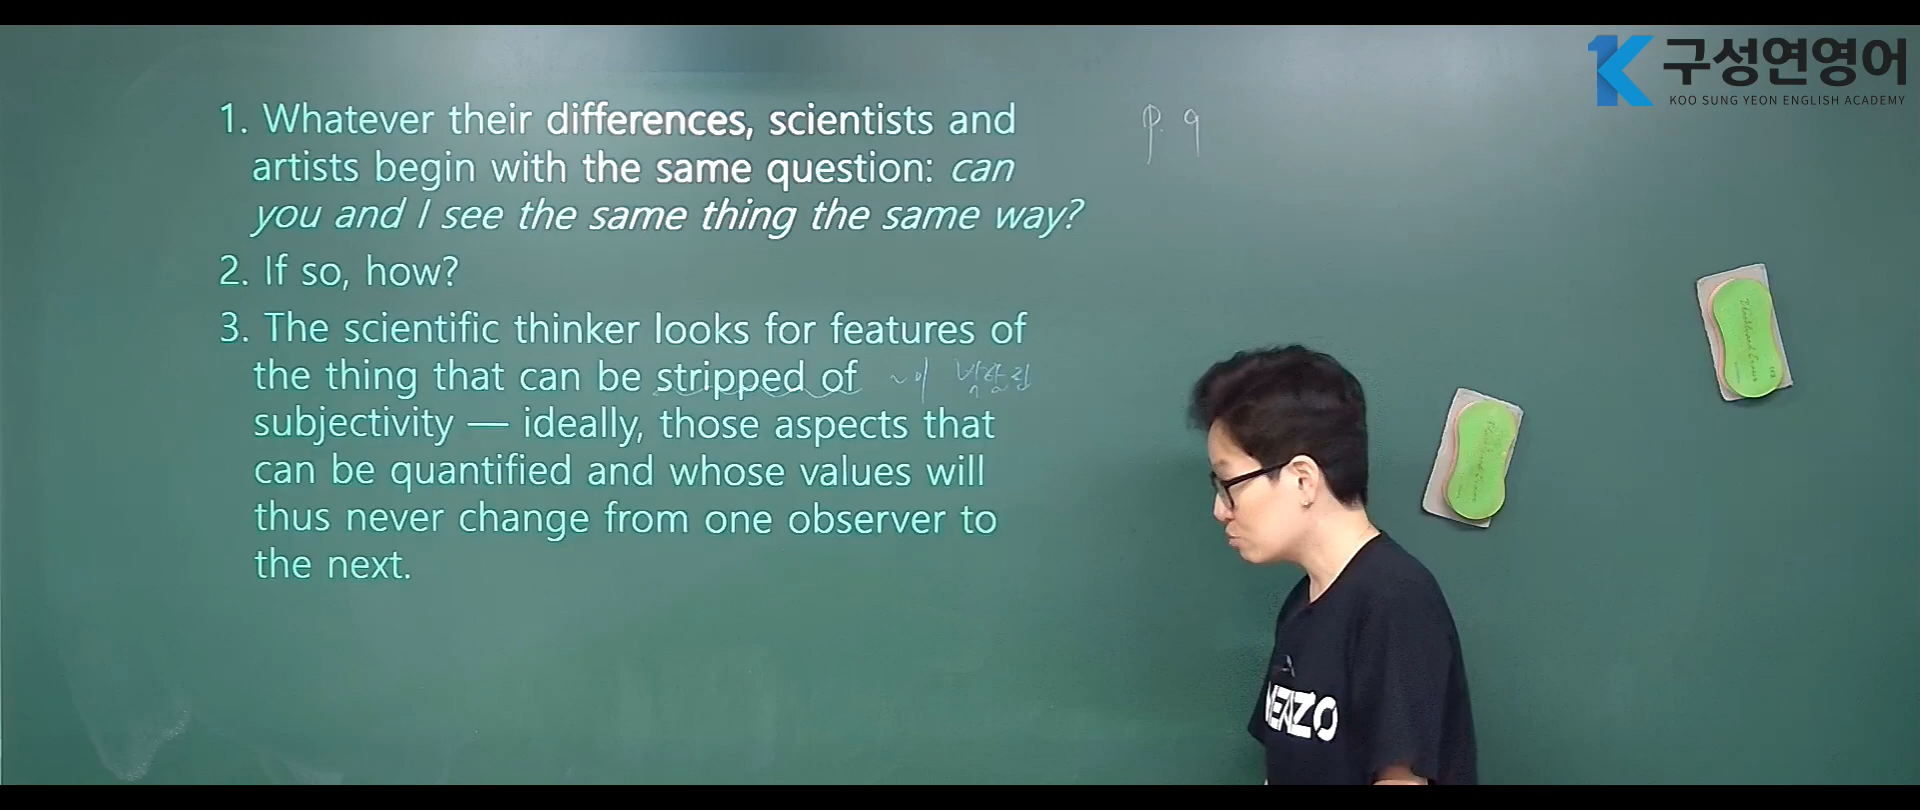 구성연영어
KOO SUNG YEON ENGLISH ACADEMY
1. Whatever their differences, scientists and
artists begin with the same question: can
you and I see the same thing the same way?
2. If so, how?
3. The scientific thinker looks for features of
the thing that can be stripped of ~이
subjectivity — ideally, those aspects that
can be quantified and whose values will
thus never change from one observer to
the next.
p. 9
KENZO